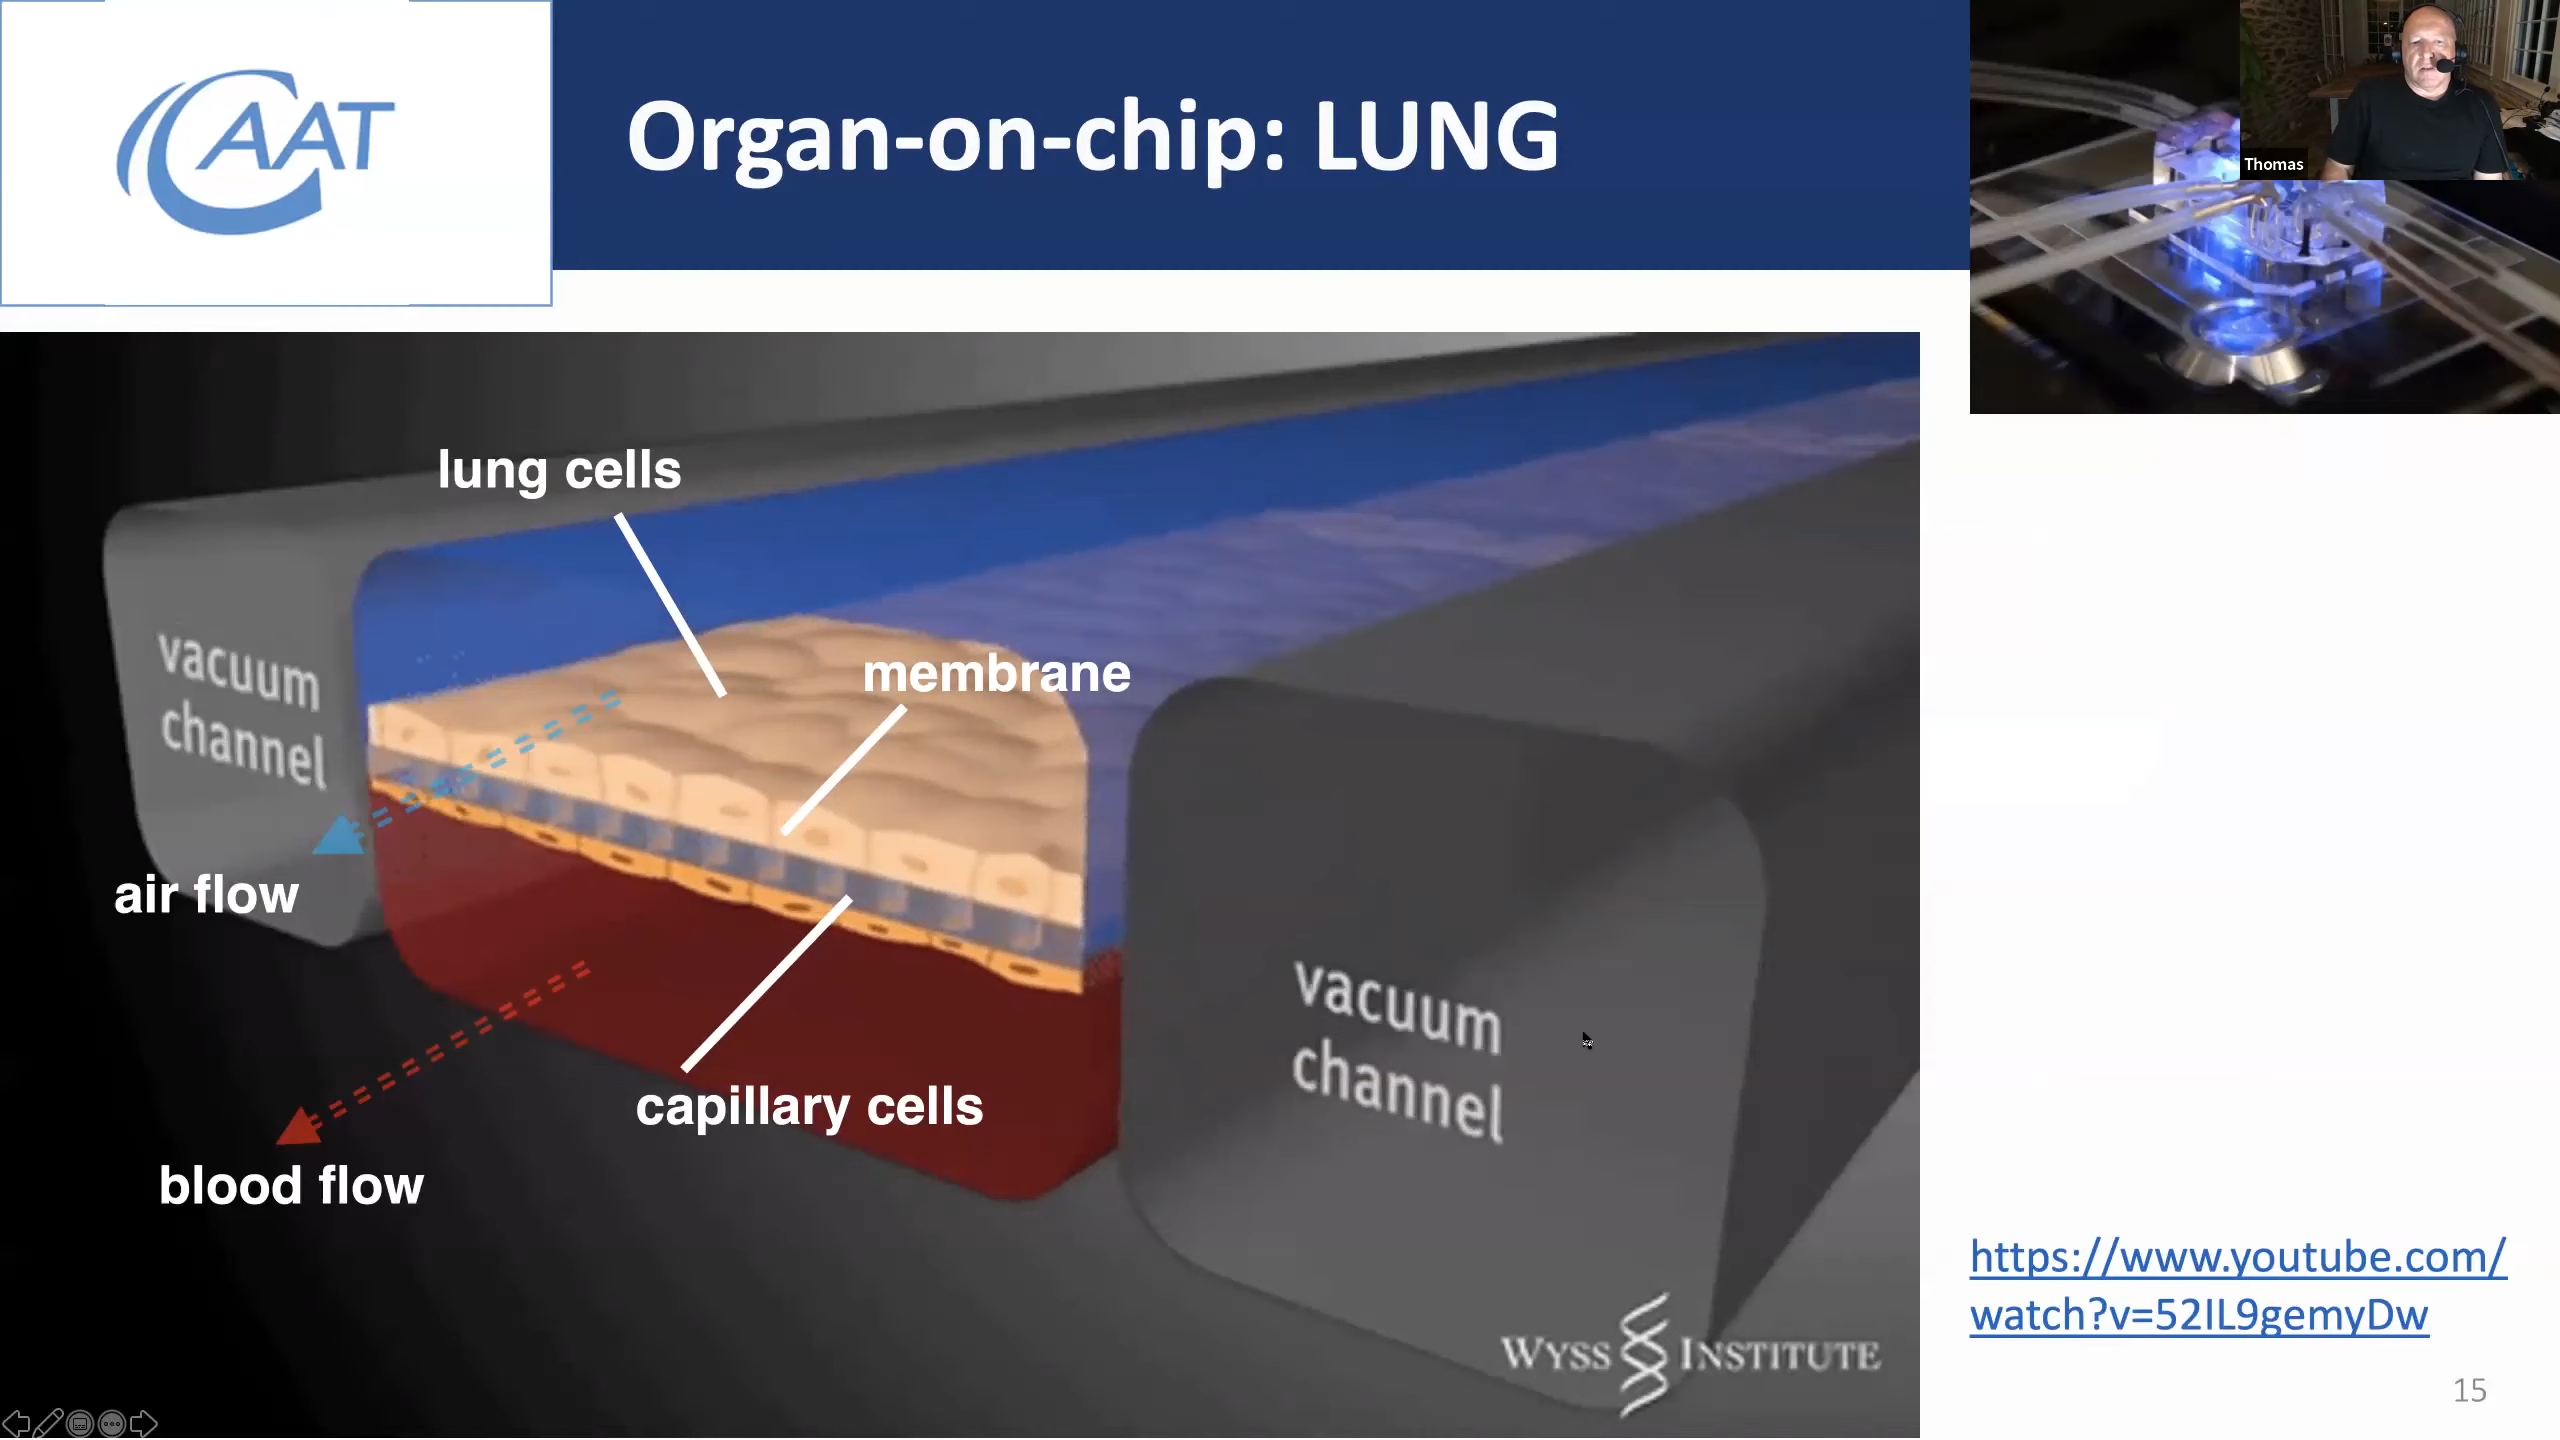 CAAT
Organ-on-chip: LUNG
Thomas
lung cells
membrane
vacuum
channel
air flow
vacuum
channel
capillary cells
blood flow
WYSS INSTITUTE
https://www.youtube.com/
watch?v=52IL9gemyDw
15